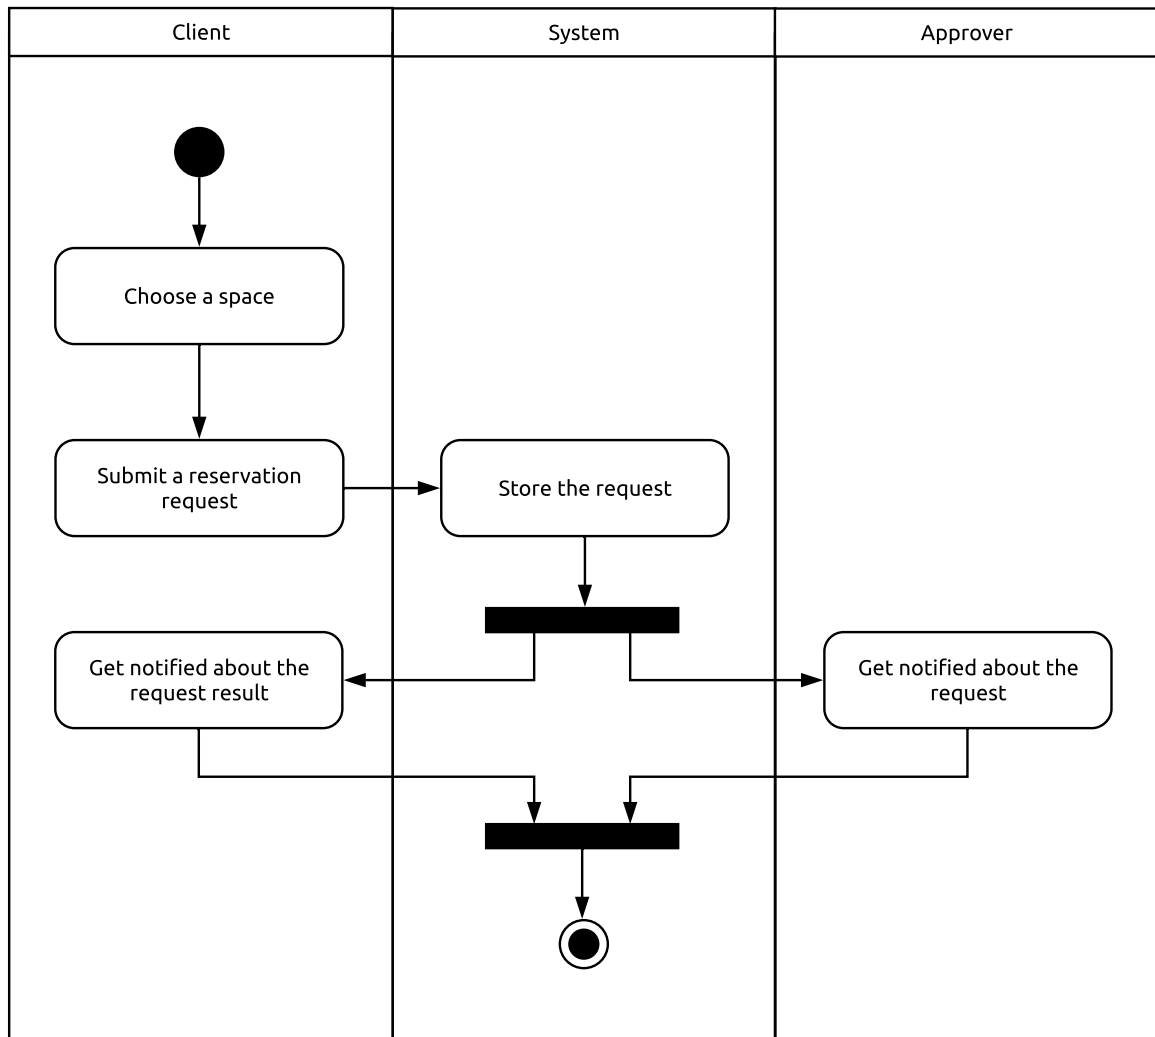 Client
System
Approver
Choose a space
Submit a reservation
request
Store the request
Get notified about the
request result
Get notified about the
request